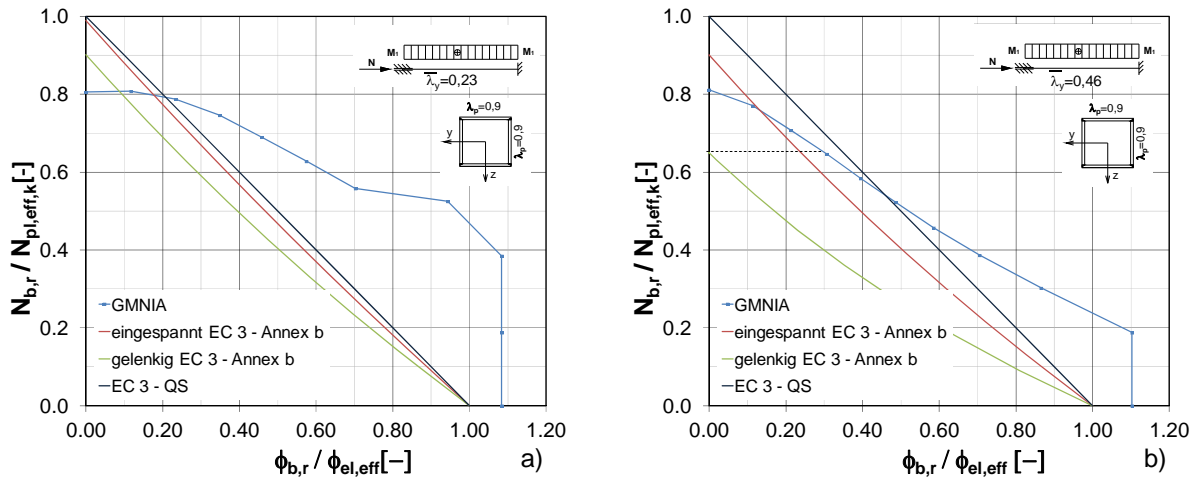 1.0
0.8
0.6
0.4
0.2
0.0
N_b,r / N_pl,eff,k [-]
0.00 0.20 0.40 0.60 0.80 1.00 1.20
ϕ_b,r / ϕ_el,eff [–]
a)
M₁ M₁
N
λ̅_y=0,23
λ_p=0,9
λ_p=0,9
y
z
GMNIA
eingespannt EC 3 - Annex b
gelenkig EC 3 - Annex b
EC 3 - QS
1.0
0.8
0.6
0.4
0.2
0.0
N_b,r / N_pl,eff,k [-]
0.00 0.20 0.40 0.60 0.80 1.00 1.20
ϕ_b,r / ϕ_el,eff [–]
b)
M₁ M₁
N
λ̅_y=0,46
λ_p=0,9
λ_p=0,9
y
z
GMNIA
eingespannt EC 3 - Annex b
gelenkig EC 3 - Annex b
EC 3 - QS